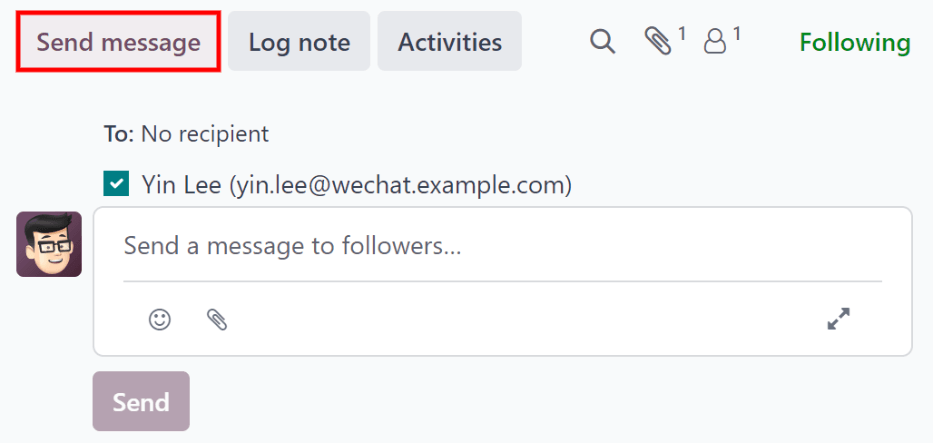 Send message Log note Activities 1 1 Following
To: No recipient
Yin Lee (yin.lee@wechat.example.com)
Send a message to followers...
Send